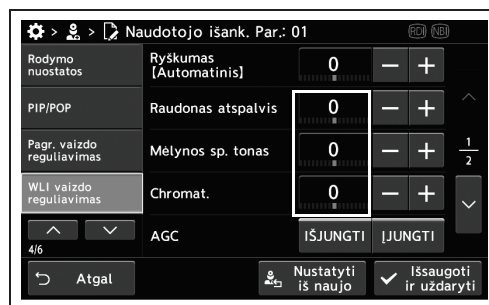 > > Naudotojo išank. Par.: 01 RDI NBI
Rodymo
nuostatos
PIP/POP
Pagr. vaizdo
reguliavimas
WLI vaizdo
reguliavimas
4/6
Ryškumas
[Automatinis] 0 − +
Raudonas atspalvis 0 − +
Mėlynos sp. tonas 0 − +
Chromat. 0 − +
AGC IŠJUNGTI ĮJUNGTI
1
2
Atgal
Nustatyti
iš naujo
Išsaugoti
ir uždaryti